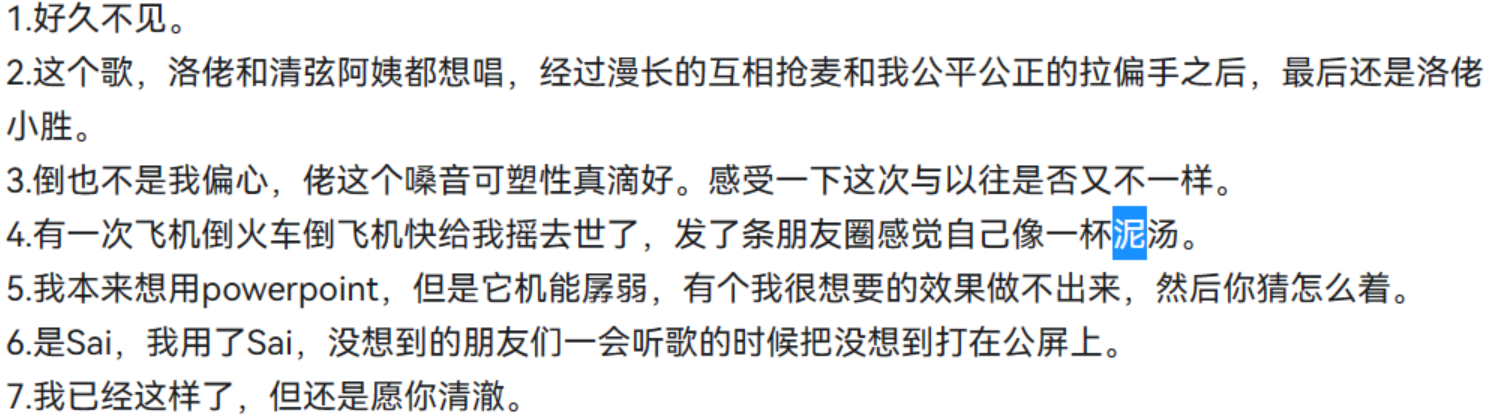 1.好久不见。
2.这个歌，洛佬和清弦阿姨都想唱，经过漫长的互相抢麦和我公平公正的拉偏手之后，最后还是洛佬
小胜。
3.倒也不是我偏心，佬这个嗓音可塑性真滴好。感受一下这次与以往是否又不一样。
4.有一次飞机倒火车倒飞机快给我摇去世了，发了条朋友圈感觉自己像一杯泥汤。
5.我本来想用powerpoint，但是它机能孱弱，有个我很想要的效果做不出来，然后你猜怎么着。
6.是Sai，我用了Sai，没想到的朋友们一会听歌的时候把没想到打在公屏上。
7.我已经这样了，但还是愿你清澈。